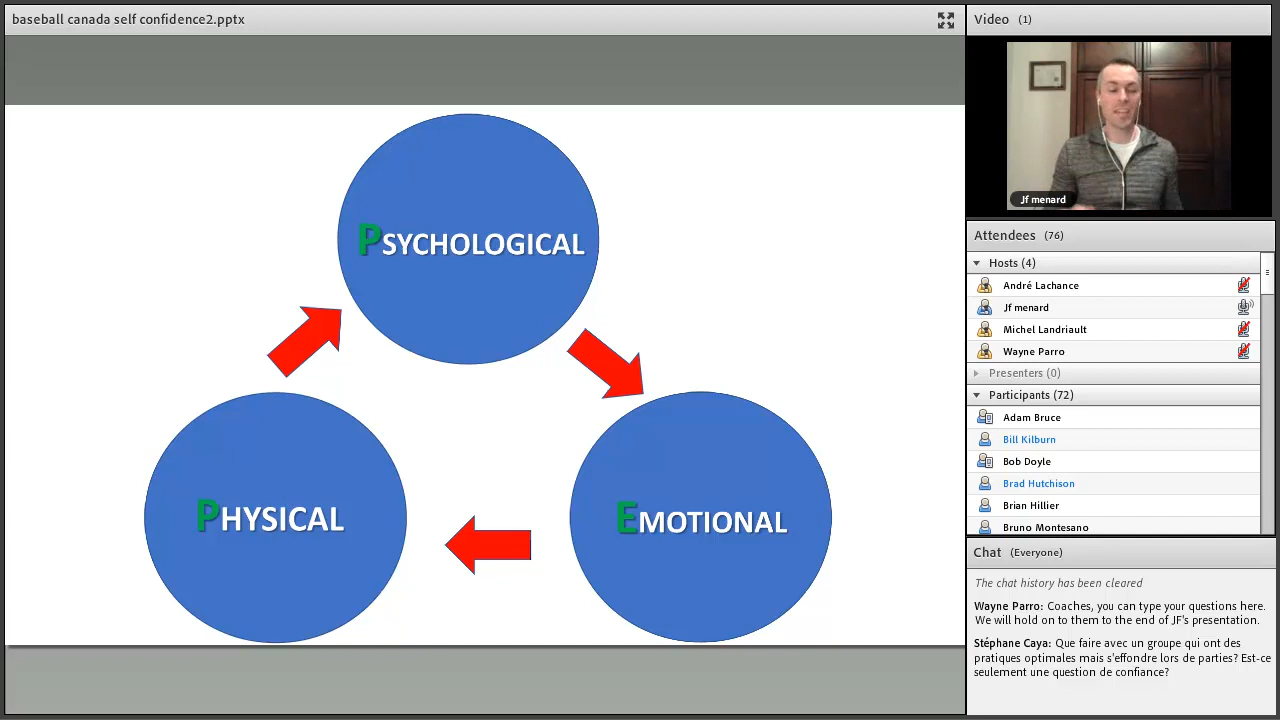 baseball canada self confidence2.pptx
PSYCHOLOGICAL
PHYSICAL
EMOTIONAL
Video (1)
Jf menard
Attendees (76)
Hosts (4)
André Lachance
Jf menard
Michel Landriault
Wayne Parro
Presenters (0)
Participants (72)
Adam Bruce
Bill Kilburn
Bob Doyle
Brad Hutchison
Brian Hillier
Bruno Montesano
Chat (Everyone)
The chat history has been cleared
Wayne Parro: Coaches, you can type your questions here.
We will hold on to them to the end of JF's presentation.
Stéphane Caya: Que faire avec un groupe qui ont des
pratiques optimales mais s'effondre lors de parties? Est-ce
seulement une question de confiance?